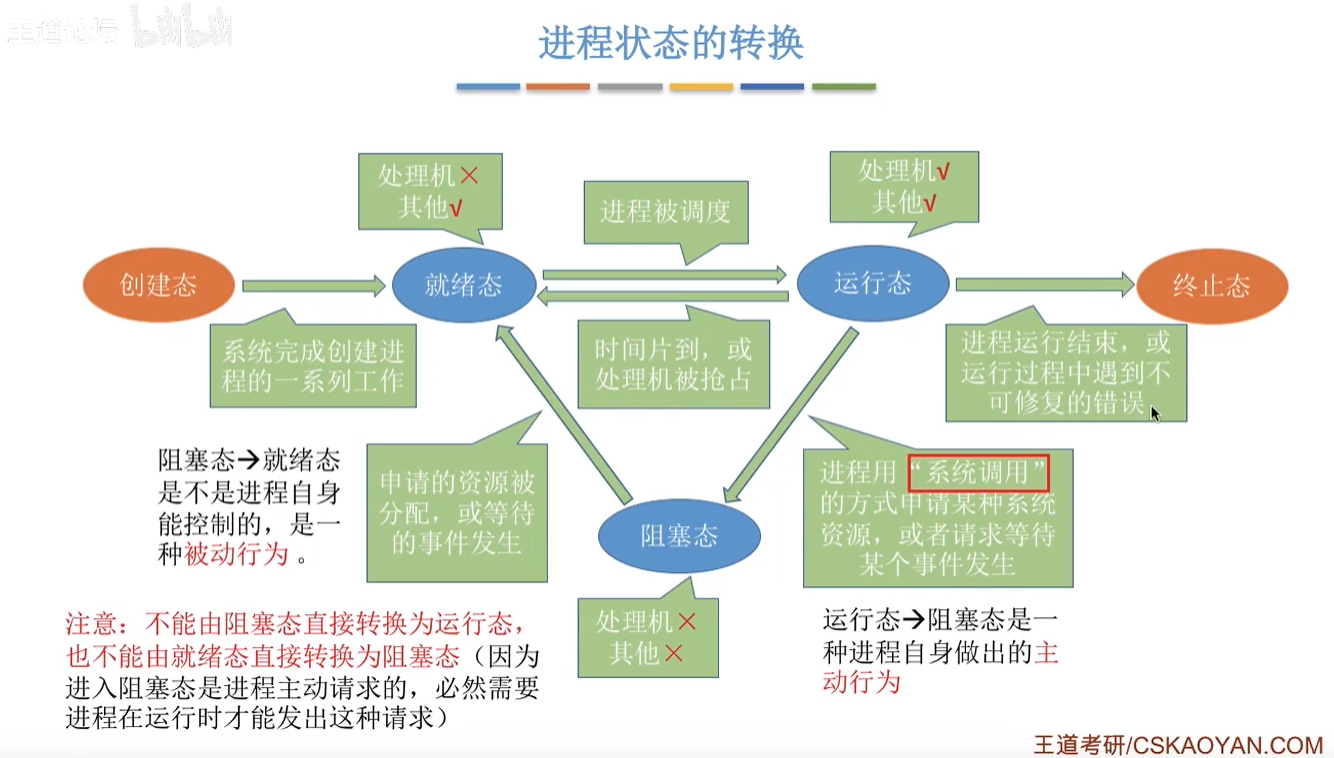 王道论坛 bilibili
进程状态的转换
处理机×
其他√
进程被调度
处理机√
其他√
创建态
就绪态
运行态
终止态
系统完成创建进
程的一系列工作
时间片到，或
处理机被抢占
进程运行结束，或
运行过程中遇到不
可修复的错误
阻塞态→就绪态
是不是进程自身
能控制的，是一
种被动行为 。
申请的资源被
分配，或等待
的事件发生
阻塞态
进程用“系统调用”
的方式申请某种系统
资源，或者请求等待
某个事件发生
处理机×
其他×
注意：不能由阻塞态直接转换为运行态，
也不能由就绪态直接转换为阻塞态（因为
进入阻塞态是进程主动请求的，必然需要
进程在运行时才能发出这种请求）
运行态→阻塞态是一
种进程自身做出的主
动行为
王道考研/CSKAOYAN.COM